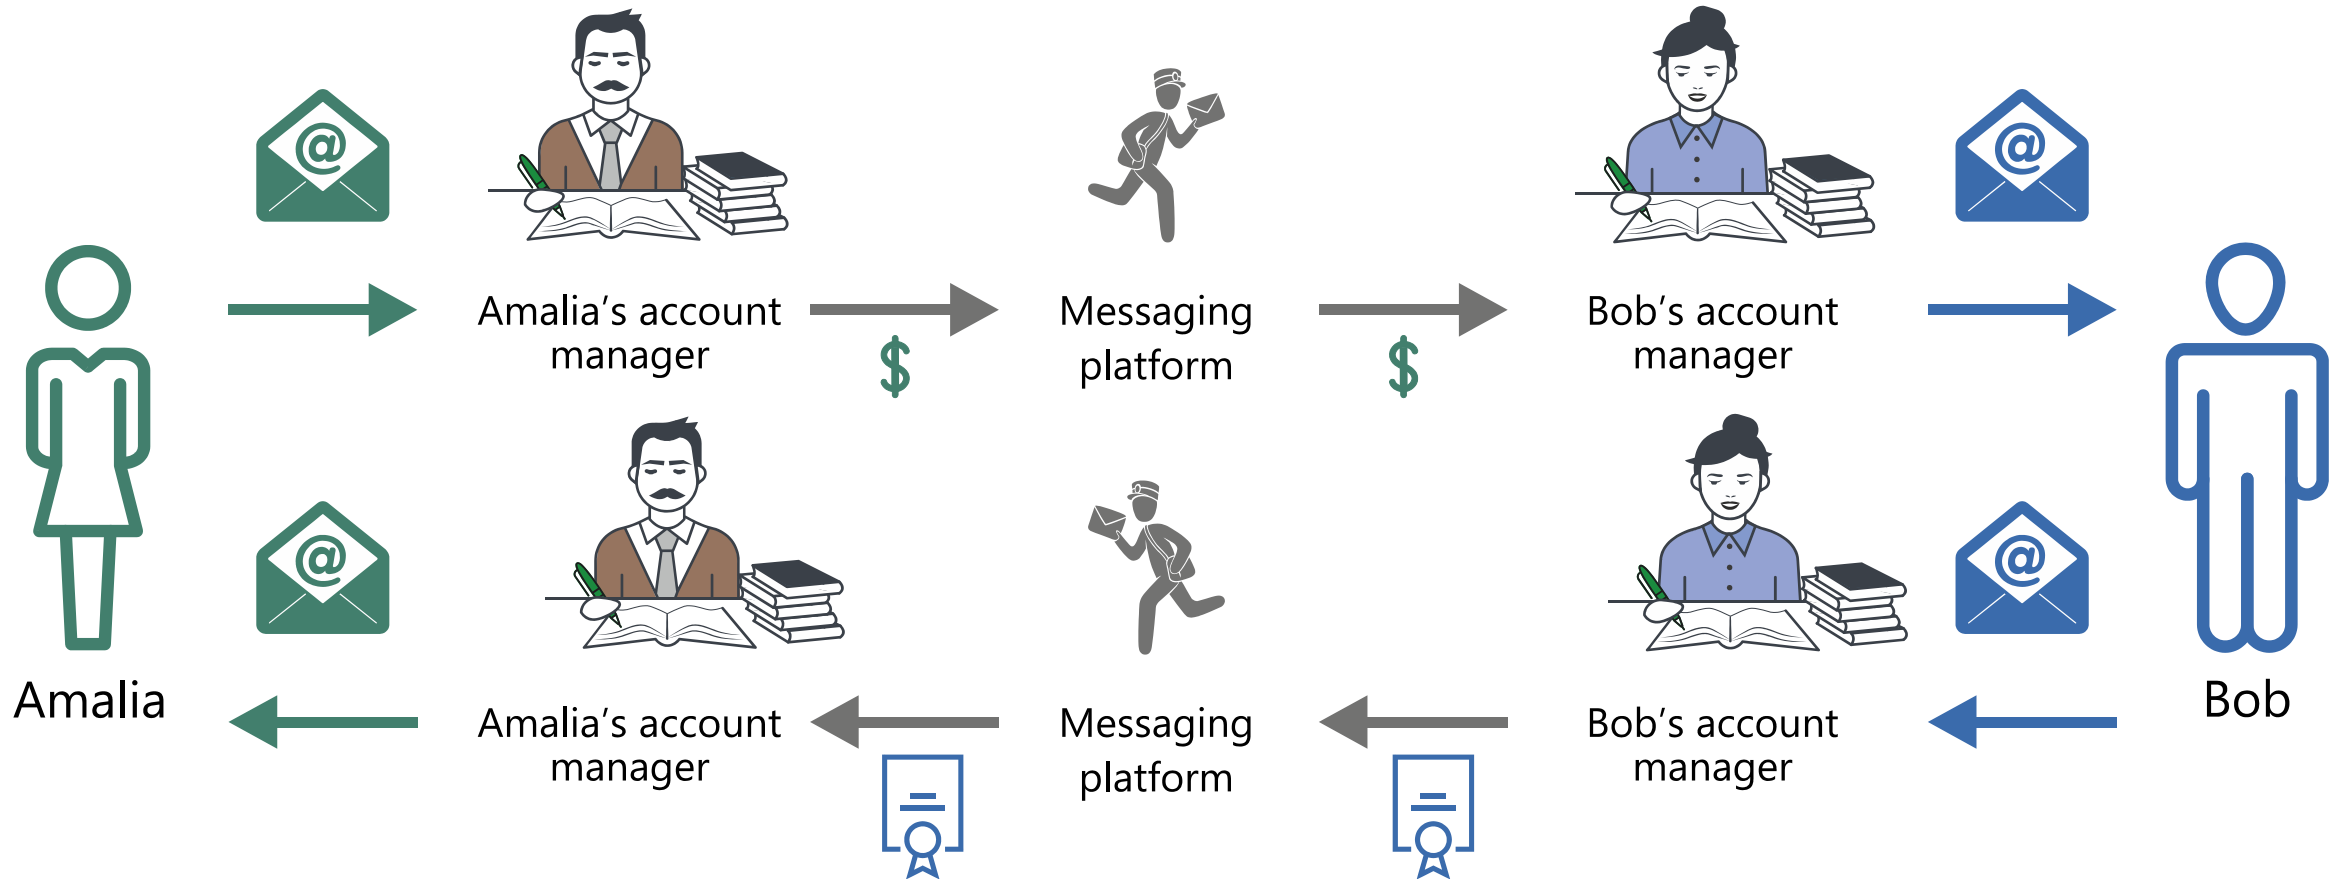 Amalia's account
manager
Messaging
platform
Bob's account
manager
$
$
@
@
Amalia
Bob
@
@
Amalia's account
manager
Messaging
platform
Bob's account
manager